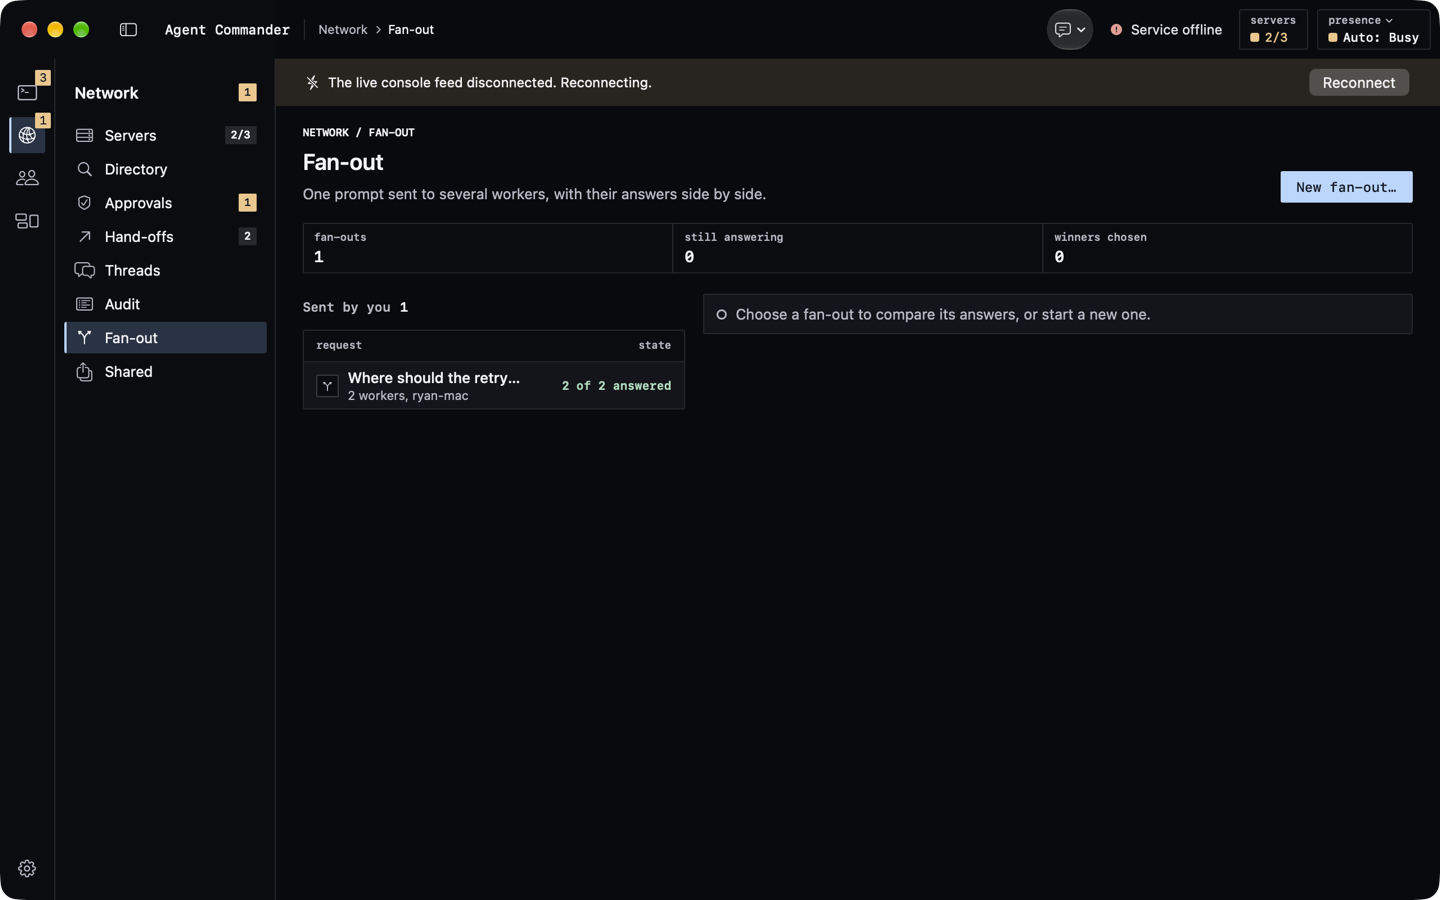 Agent Commander
Network > Fan-out
Service offline
servers
2/3
presence
Auto: Busy
3
1
Network
1
Servers
2/3
Directory
Approvals
1
Hand-offs
2
Threads
Audit
Fan-out
Shared
The live console feed disconnected. Reconnecting.
Reconnect
NETWORK / FAN-OUT
Fan-out
One prompt sent to several workers, with their answers side by side.
New fan-out…
fan-outs
1
still answering
0
winners chosen
0
Sent by you 1
request
state
Where should the retry…
2 workers, ryan-mac
2 of 2 answered
Choose a fan-out to compare its answers, or start a new one.